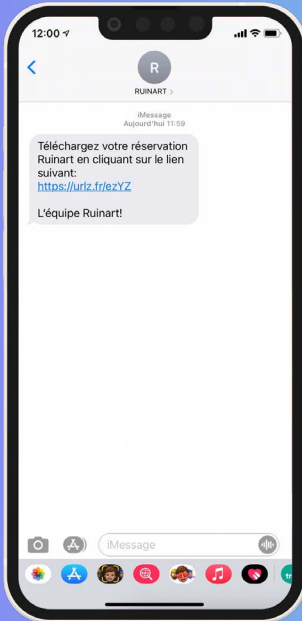 12:00
R
RUINART >
iMessage
Aujourd'hui 11:59
Téléchargez votre réservation
Ruinart en cliquant sur le lien
suivant:
https://urlz.fr/ezYZ
L'équipe Ruinart!
iMessage